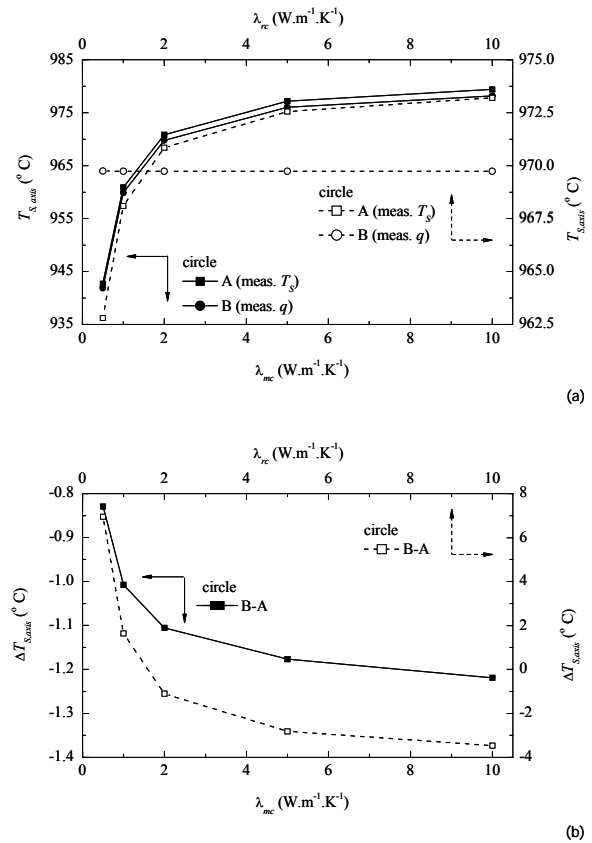 λrc (W.m-1.K-1)
0 2 4 6 8 10
985 975.0
975 972.5
965 970.0
955 967.5
945 965.0
935 962.5
TS, axis (o C)
TS,axis (o C)
circle
A (meas. TS)
B (meas. q)
circle
A (meas. TS)
B (meas. q)
0 2 4 6 8 10
λmc (W.m-1.K-1)
(a)
λrc (W.m-1.K-1)
0 2 4 6 8 10
-0.8 8
-0.9 6
-1.0 4
-1.1 2
-1.2 0
-1.3 -2
-1.4 -4
ΔTS,axis (o C)
ΔTS,axis (o C)
circle
B-A
circle
B-A
0 2 4 6 8 10
λmc (W.m-1.K-1)
(b)